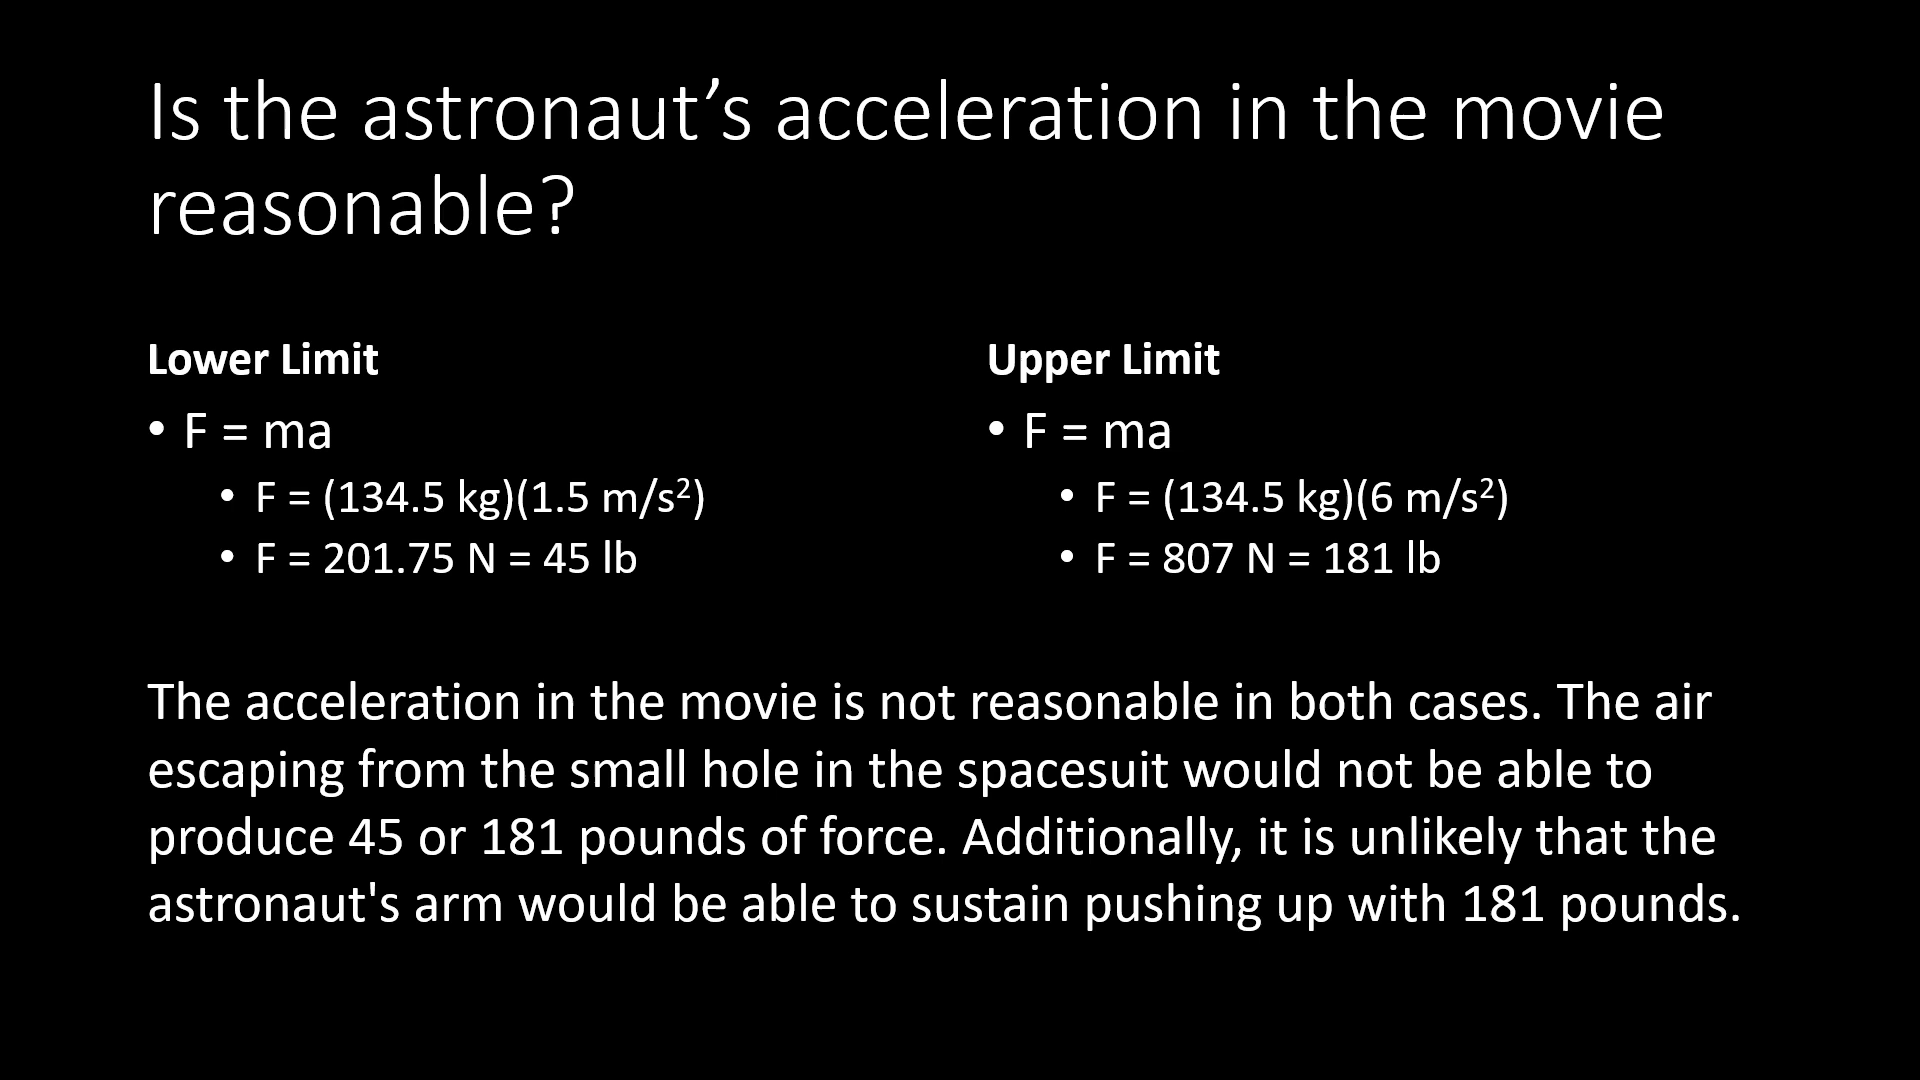 Is the astronaut’s acceleration in the movie
reasonable?
Lower Limit
• F = ma
• F = (134.5 kg)(1.5 m/s²)
• F = 201.75 N = 45 lb
Upper Limit
• F = ma
• F = (134.5 kg)(6 m/s²)
• F = 807 N = 181 lb
The acceleration in the movie is not reasonable in both cases. The air
escaping from the small hole in the spacesuit would not be able to
produce 45 or 181 pounds of force. Additionally, it is unlikely that the
astronaut's arm would be able to sustain pushing up with 181 pounds.